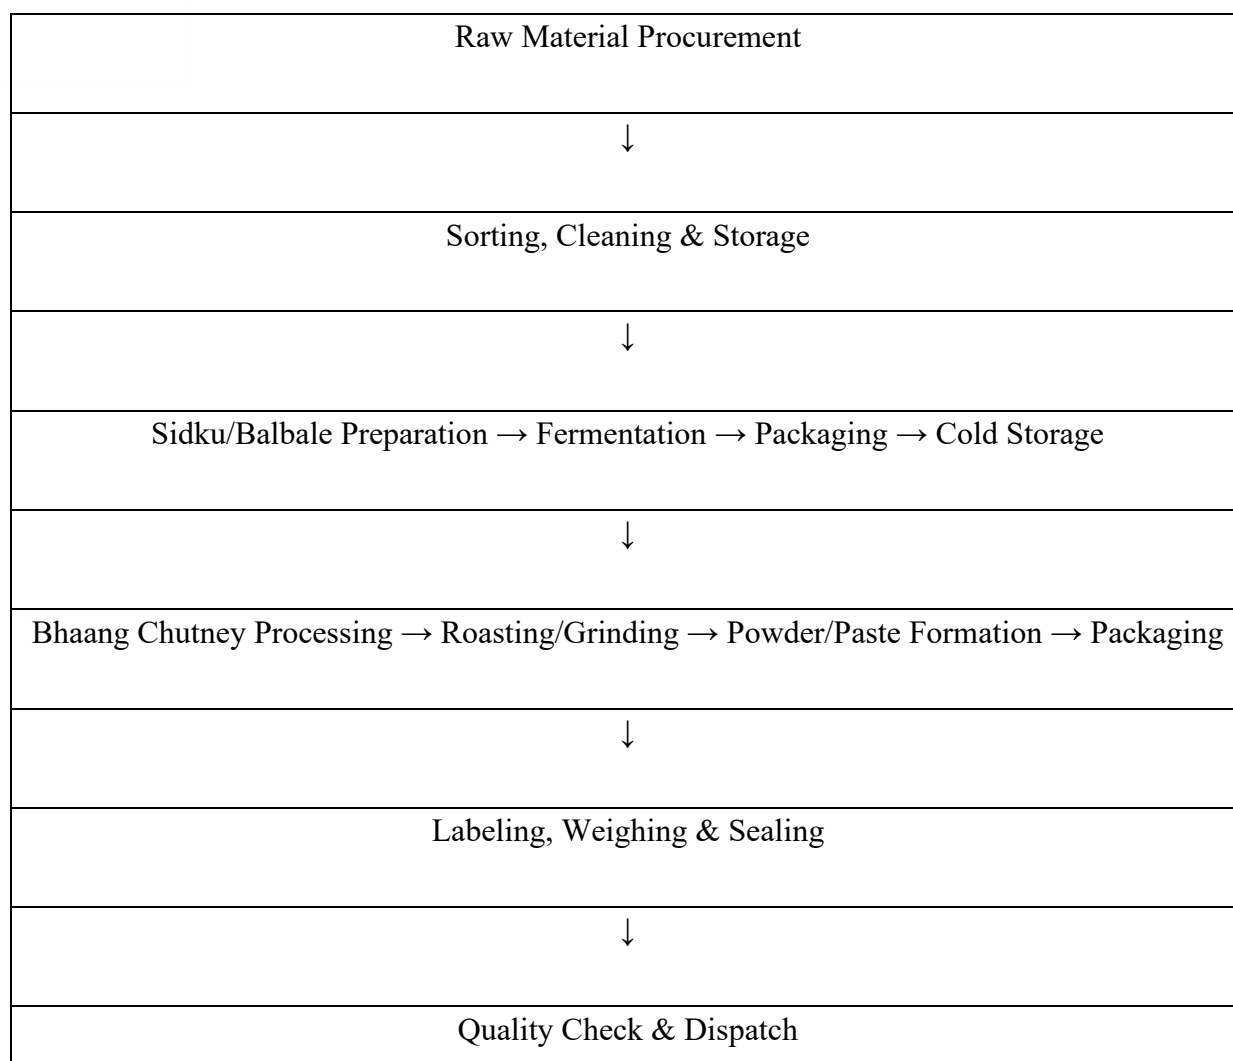 Raw Material Procurement
↓
Sorting, Cleaning & Storage
↓
Sidku/Balbale Preparation → Fermentation → Packaging → Cold Storage
↓
Bhaang Chutney Processing → Roasting/Grinding → Powder/Paste Formation → Packaging
↓
Labeling, Weighing & Sealing
↓
Quality Check & Dispatch